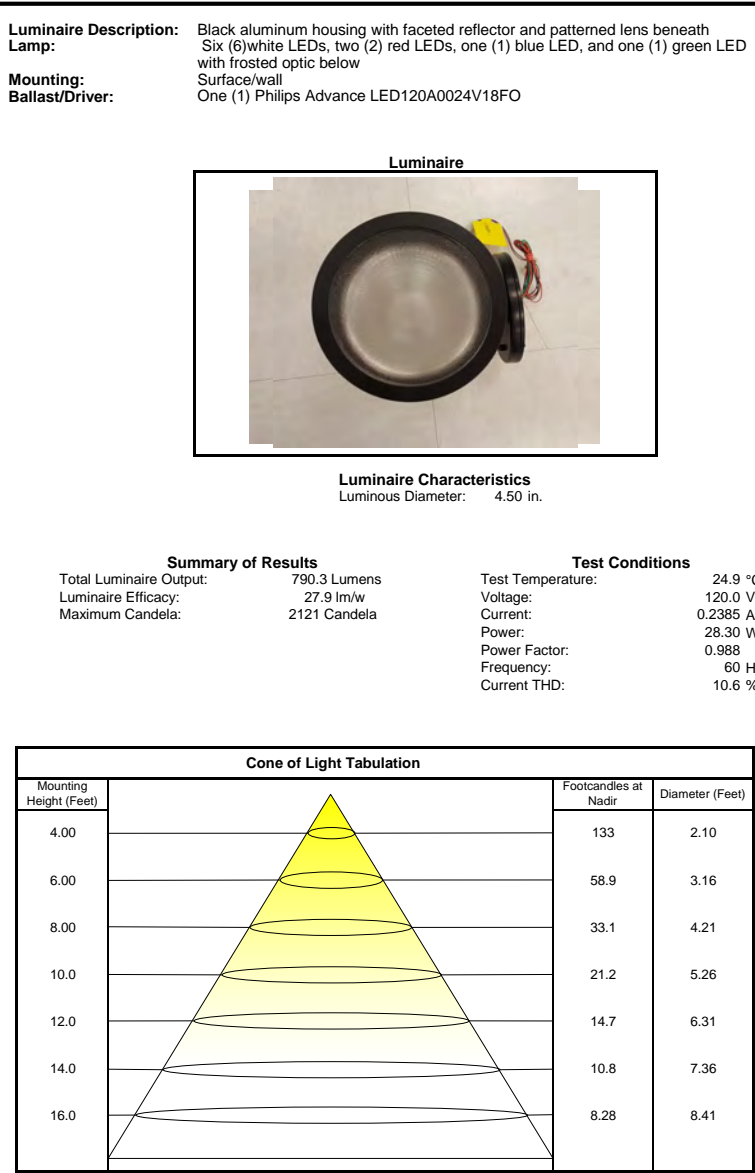 Luminaire Description: Black aluminum housing with faceted reflector and patterned lens beneath
Lamp: Six (6)white LEDs, two (2) red LEDs, one (1) blue LED, and one (1) green LED
with frosted optic below
Mounting: Surface/wall
Ballast/Driver: One (1) Philips Advance LED120A0024V18FO
Luminaire
Luminaire Characteristics
Luminous Diameter: 4.50 in.
Summary of Results
Total Luminaire Output: 790.3 Lumens
Luminaire Efficacy: 27.9 lm/w
Maximum Candela: 2121 Candela
Test Conditions
Test Temperature: 24.9
Voltage: 120.0 V
Current: 0.2385 A
Power: 28.30 W
Power Factor: 0.988
Frequency: 60 H
Current THD: 10.6 %
Cone of Light Tabulation
Mounting
Height (Feet)
Footcandles at
Nadir
Diameter (Feet)
4.00 133 2.10
6.00 58.9 3.16
8.00 33.1 4.21
10.0 21.2 5.26
12.0 14.7 6.31
14.0 10.8 7.36
16.0 8.28 8.41